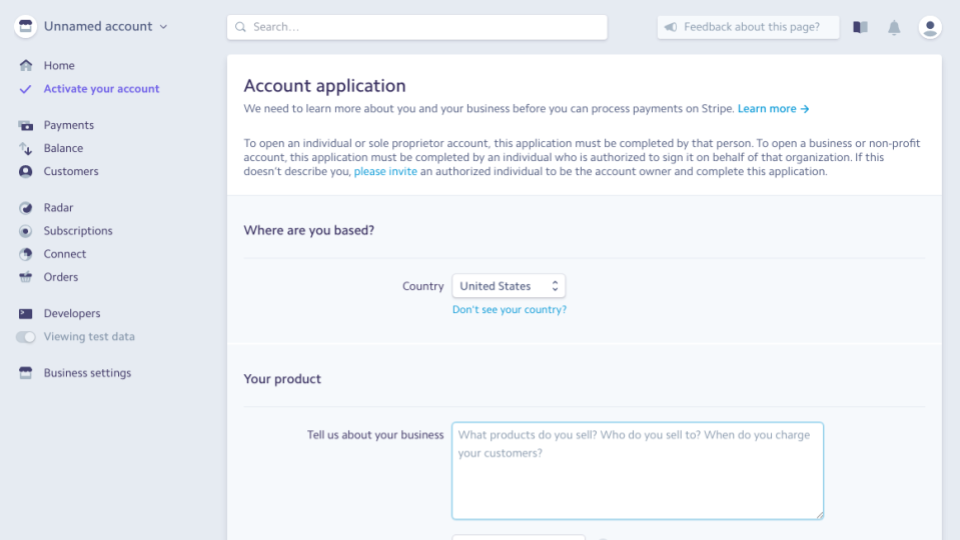 Unnamed account
Search...
Feedback about this page?
Home
Activate your account
Payments
Balance
Customers
Radar
Subscriptions
Connect
Orders
Developers
Viewing test data
Business settings
Account application
We need to learn more about you and your business before you can process payments on Stripe. Learn more →
To open an individual or sole proprietor account, this application must be completed by that person. To open a business or non-profit
account, this application must be completed by an individual who is authorized to sign it on behalf of that organization. If this
doesn't describe you, please invite an authorized individual to be the account owner and complete this application.
Where are you based?
Country United States
Don't see your country?
Your product
Tell us about your business
What products do you sell? Who do you sell to? When do you charge
your customers?